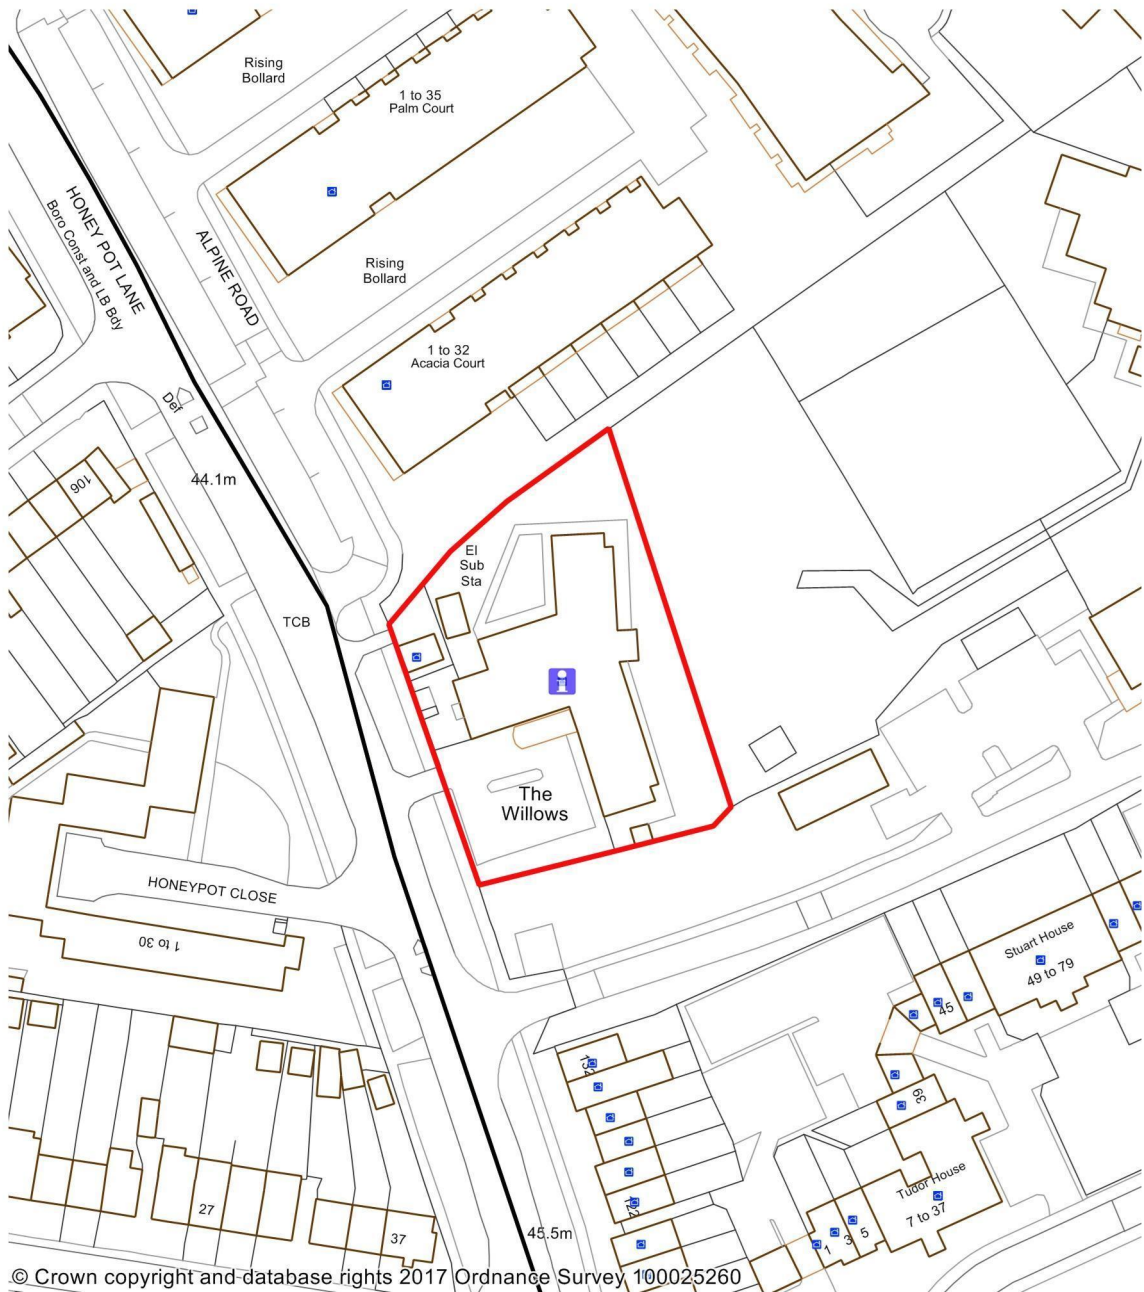 Rising
Bollard
1 to 35
Palm Court
HONEY POT LANE
Boro Const and LB Bdy
ALPINE ROAD
Rising
Bollard
1 to 32
Acacia Court
Def
44.1m
106
El
Sub
Sta
TCB
The
Willows
HONEYPOT CLOSE
1 to 30
Stuart House
49 to 79
45
132
39
Tudor House
7 to 37
122
27
37
45.5m
1
3
5
© Crown copyright and database rights 2017 Ordnance Survey 100025260